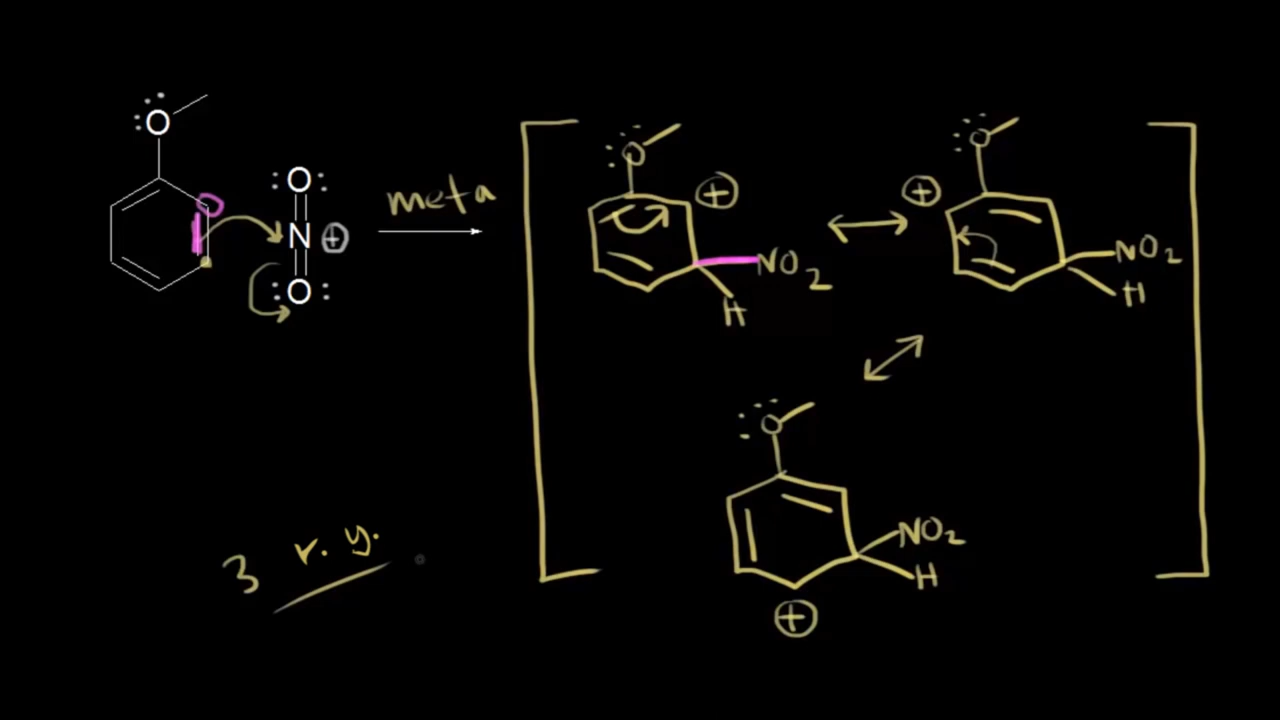 :Ö
:O:
N⊕
:O:
meta
:Ö
⊕
NO2
H
:Ö
⊕
NO2
H
:Ö
NO2
H
⊕
3 r.y.